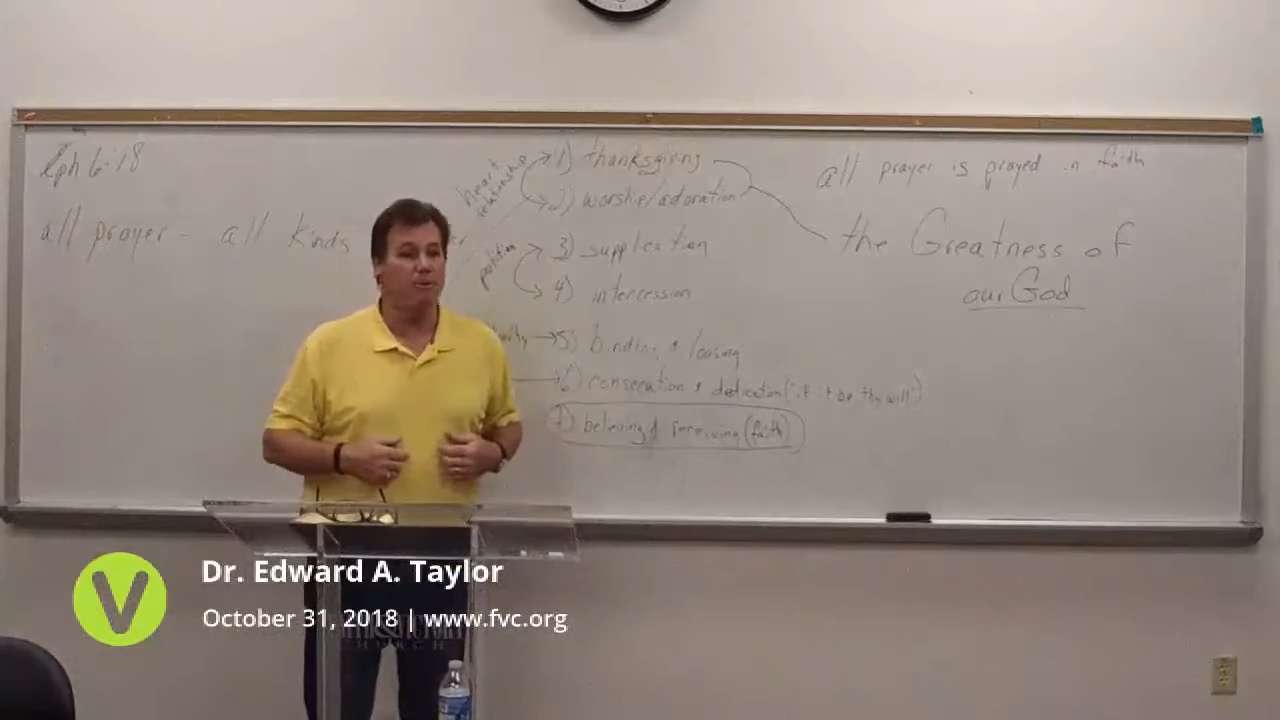 Eph 6:18
all prayer - all kinds
heart relationship
1) thanksgiving
2) worship/adoration
petition
3) supplication
4) intercession
5) binding & loosing
6) consecration & dedication ("if it be thy will")
7) believing & receiving (faith)
all prayer is prayed in faith
the Greatness of
our God
V
Dr. Edward A. Taylor
October 31, 2018 | www.fvc.org
CHURCH